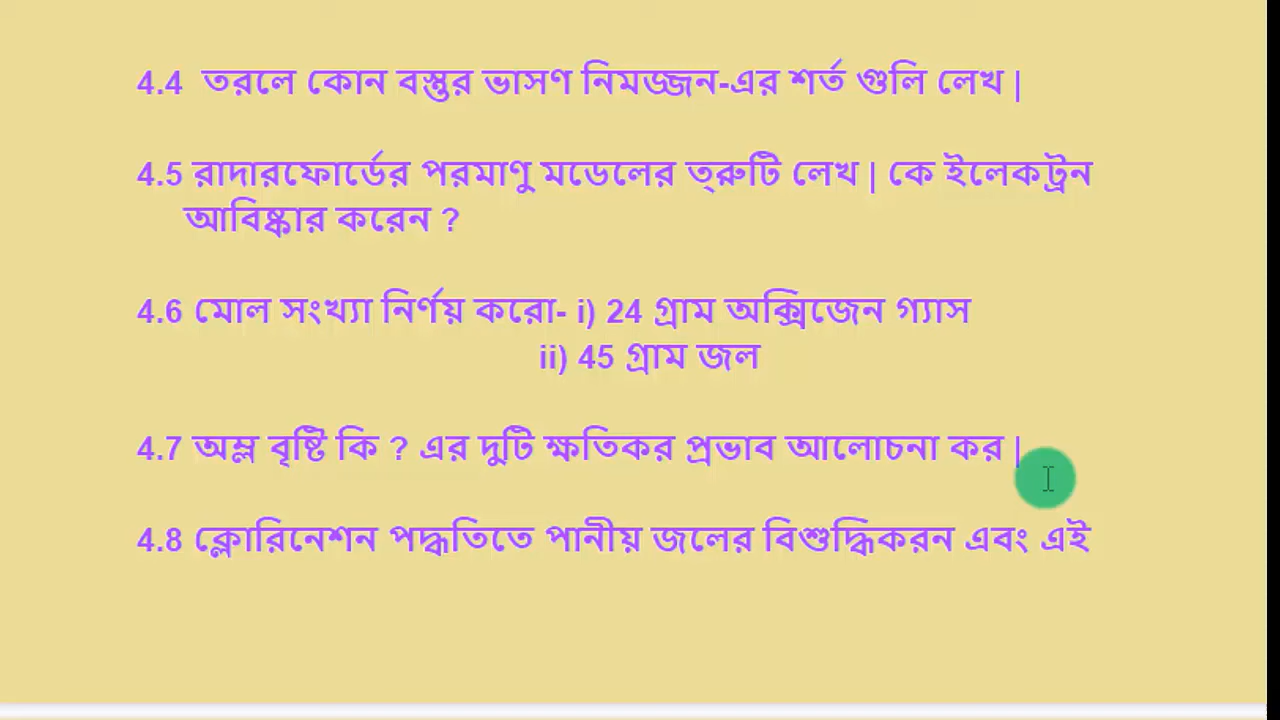 4.4 তরলে কোন বস্তুর ভাসণ নিমজ্জন-এর শর্ত গুলি লেখ |
4.5 রাদারফোর্ডের পরমাণু মডেলের ত্রুটি লেখ | কে ইলেকট্রন
আবিষ্কার করেন ?
4.6 মোল সংখ্যা নির্ণয় করো- i) 24 গ্রাম অক্সিজেন গ্যাস
ii) 45 গ্রাম জল
4.7 অম্ল বৃষ্টি কি ? এর দুটি ক্ষতিকর প্রভাব আলোচনা কর |
4.8 ক্লোরিনেশন পদ্ধতিতে পানীয় জলের বিশুদ্ধিকরন এবং এই